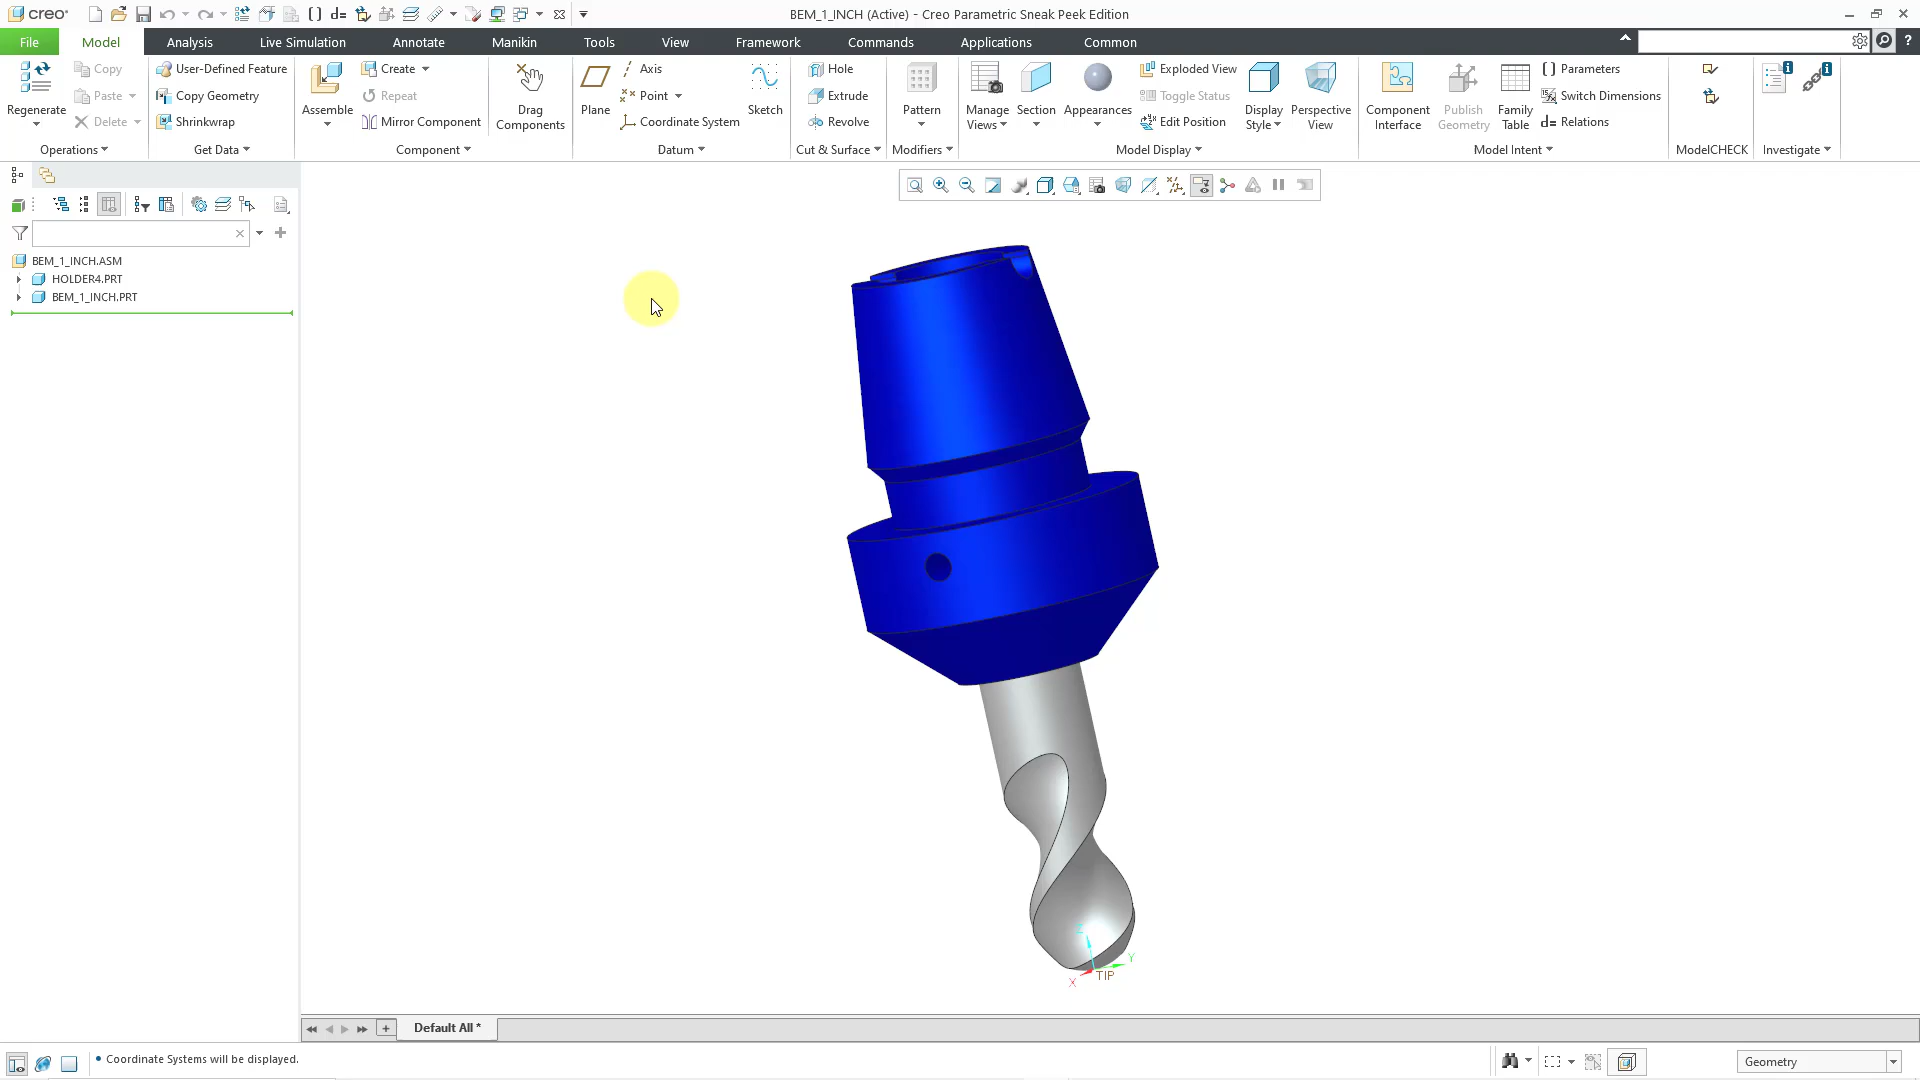 creo
BEM_1_INCH (Active) - Creo Parametric Sneak Peek Edition
File
Model
Analysis
Live Simulation
Annotate
Manikin
Tools
View
Framework
Commands
Applications
Common
Regenerate
Copy
Paste
Delete
Operations
User-Defined Feature
Copy Geometry
Shrinkwrap
Get Data
Assemble
Create
Repeat
Mirror Component
Component
Drag
Components
Plane
Axis
Point
Coordinate System
Sketch
Datum
Hole
Extrude
Revolve
Cut & Surface
Pattern
Modifiers
Manage
Views
Section
Appearances
Exploded View
Toggle Status
Edit Position
Display
Style
Perspective
View
Model Display
Component
Interface
Publish
Geometry
Family
Table
Parameters
Switch Dimensions
d= Relations
Model Intent
ModelCHECK
Investigate
BEM_1_INCH.ASM
HOLDER4.PRT
BEM_1_INCH.PRT
Z
Y
X
TIP
Default All *
• Coordinate Systems will be displayed.
Geometry